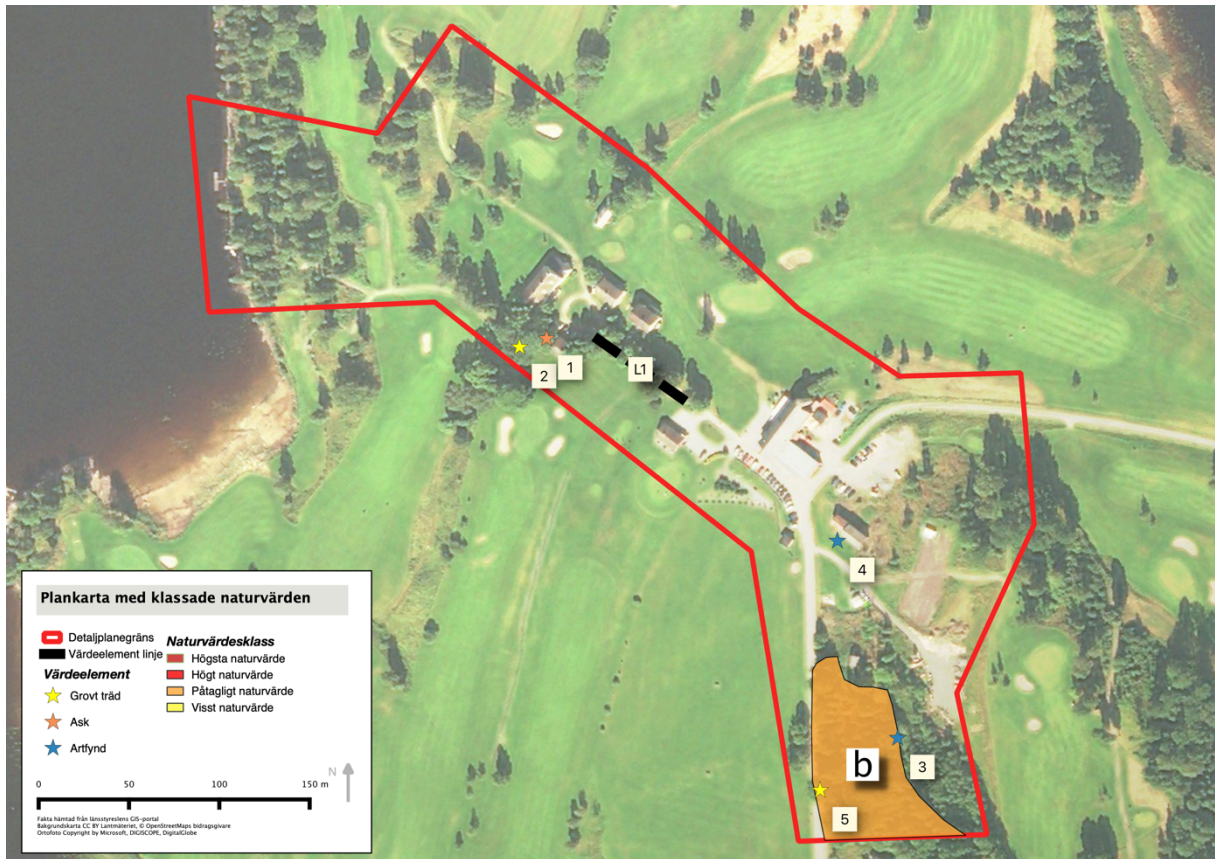 2
1
L1
4
b
3
5
Plankarta med klassade naturvärden
Detaljplanegräns
Värdeelement linje
Värdeelement
Grovt träd
Ask
Artfynd
Naturvärdesklass
Högsta naturvärde
Högt naturvärde
Påtagligt naturvärde
Visst naturvärde
N
0 50 100 150 m
Fakta hämtad från länsstyrelsens GIS-portal
Bakgrundskarta CC BY Lantmäteriet, © OpenStreetMaps bidragsgivare
Ortofoto Copyright by Microsoft, DIGISCOPE, DigitalGlobe